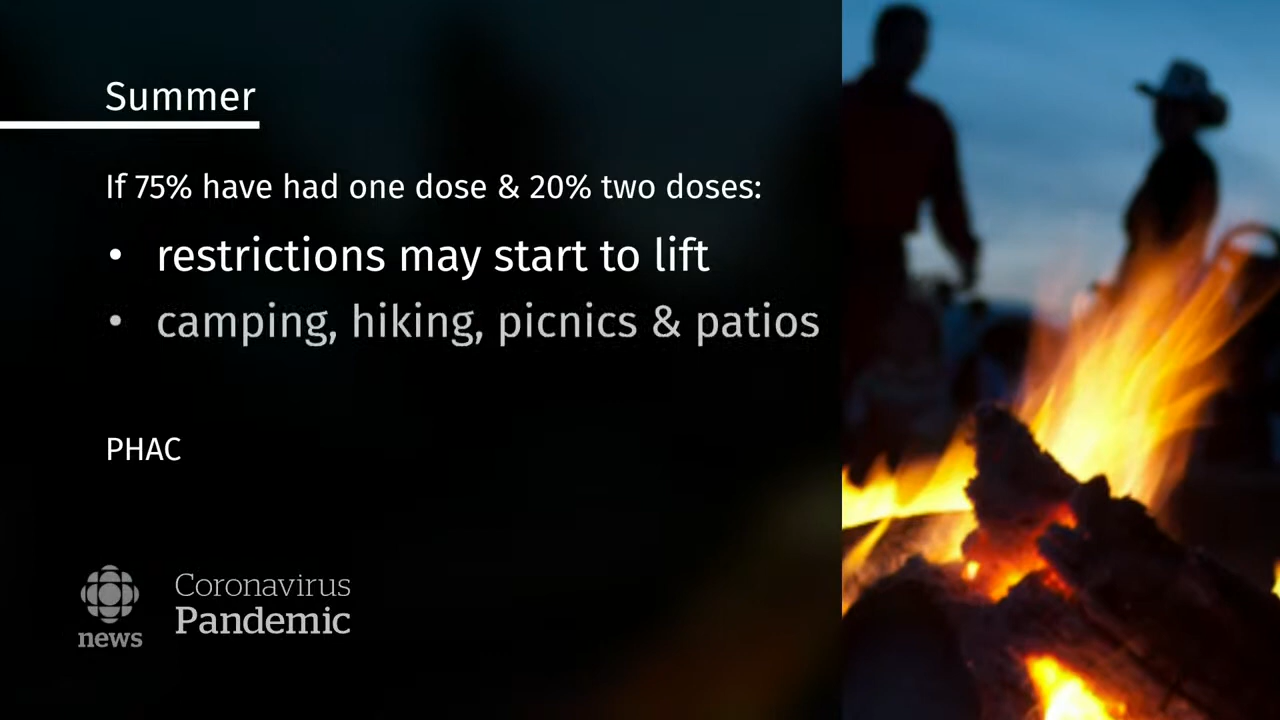 Summer
If 75% have had one dose & 20% two doses:
• restrictions may start to lift
• camping, hiking, picnics & patios
PHAC
news
Coronavirus
Pandemic